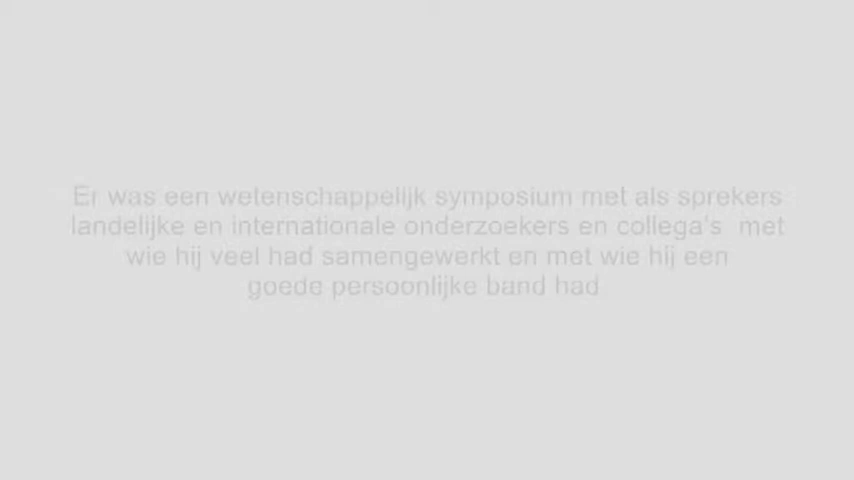 Er was een wetenschappelijk symposium met als sprekers
landelijke en internationale onderzoekers en collega's  met
wie hij veel had samengewerkt en met wie hij een
goede persoonlijke band had